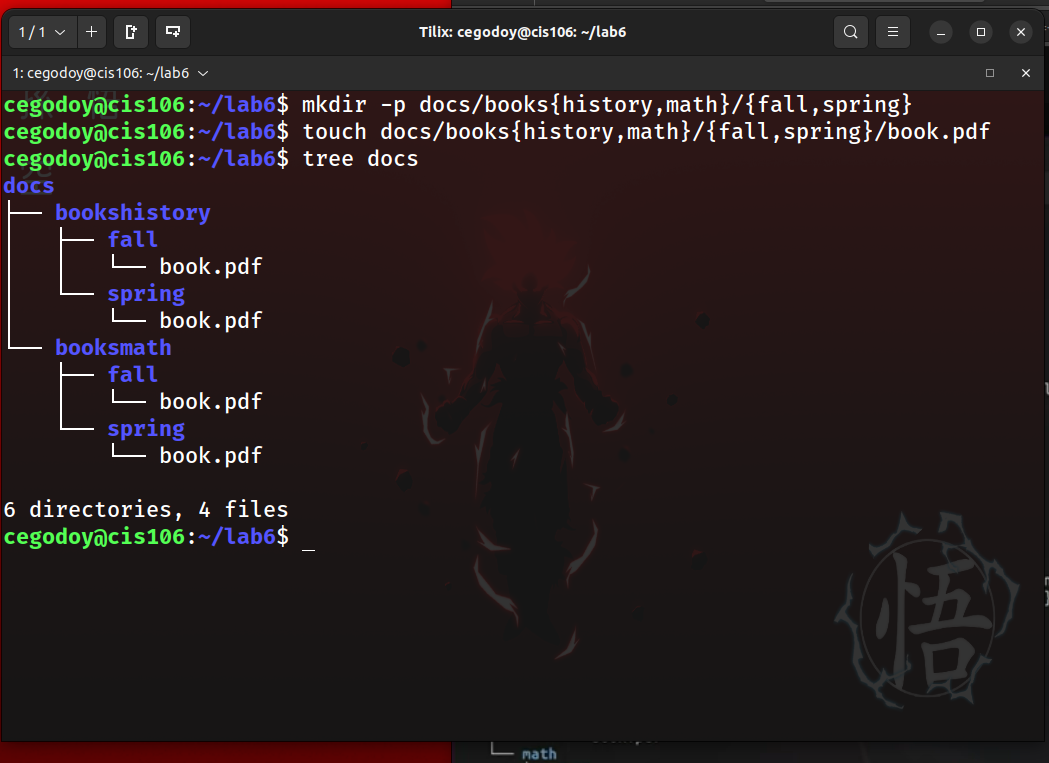 1 / 1
Tilix: cegodoy@cis106: ~/lab6
1: cegodoy@cis106: ~/lab6
cegodoy@cis106:~/lab6$ mkdir -p docs/books{history,math}/{fall,spring}
cegodoy@cis106:~/lab6$ touch docs/books{history,math}/{fall,spring}/book.pdf
cegodoy@cis106:~/lab6$ tree docs
docs
├── bookshistory
│   ├── fall
│   │   └── book.pdf
│   └── spring
│       └── book.pdf
└── booksmath
    ├── fall
    │   └── book.pdf
    └── spring
        └── book.pdf
6 directories, 4 files
cegodoy@cis106:~/lab6$ _
悟
└── math